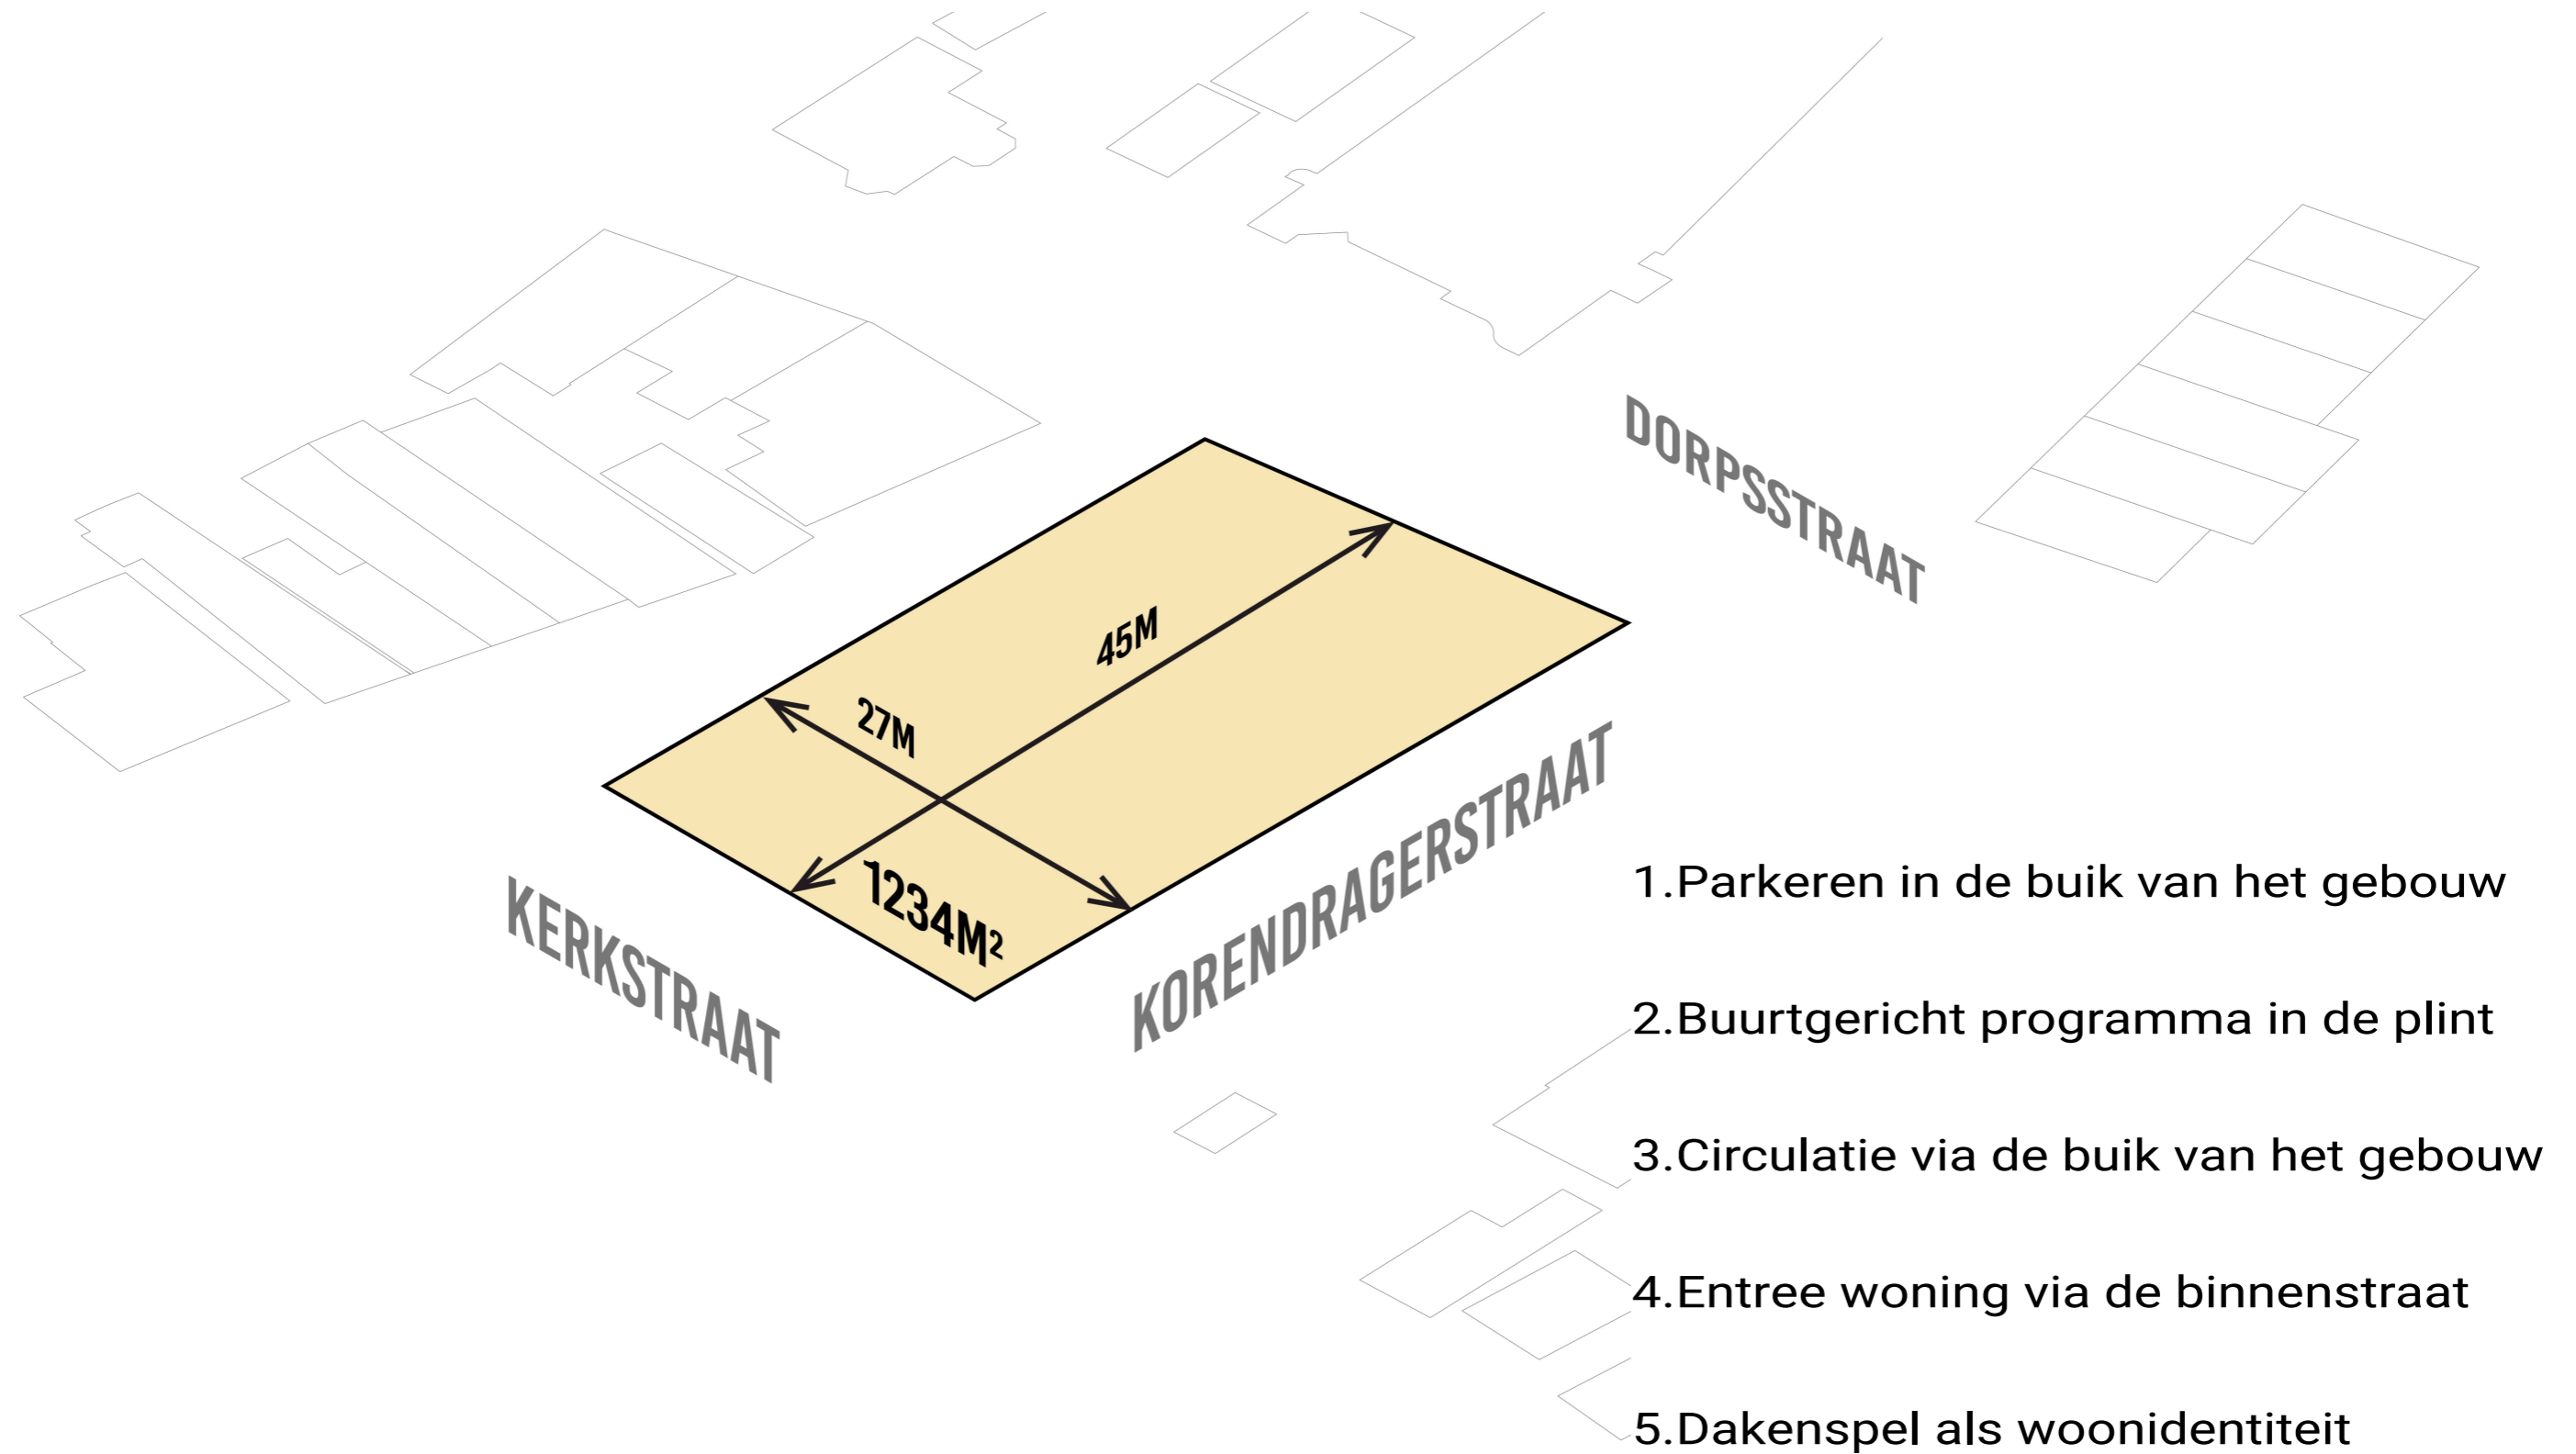 DORPSSTRAAT
45M
27M
1234M²
KERKSTRAAT
KORENDRAGERSTRAAT
1.Parkeren in de buik van het gebouw
2.Buurtgericht programma in de plint
3.Circulatie via de buik van het gebouw
4.Entree woning via de binnenstraat
5.Dakenspel als woonidentiteit